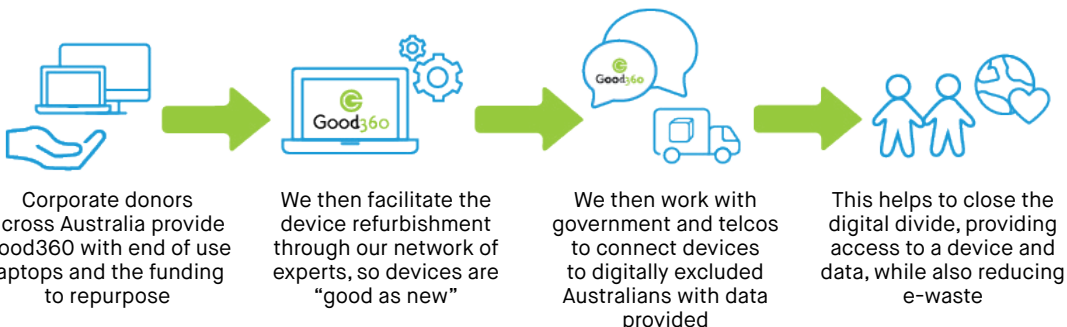 Good360
Good360
Corporate donors
cross Australia provide
ood360 with end of use
aptops and the funding
to repurpose
We then facilitate the
device refurbishment
through our network of
experts, so devices are
“good as new”
We then work with
government and telcos
to connect devices
to digitally excluded
Australians with data
provided
This helps to close the
digital divide, providing
access to a device and
data, while also reducing
e-waste